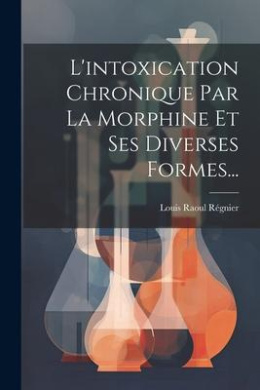 L'intoxication
Chronique Par
La Morphine Et
Ses Diverses
Formes...
Louis Raoul Régnier